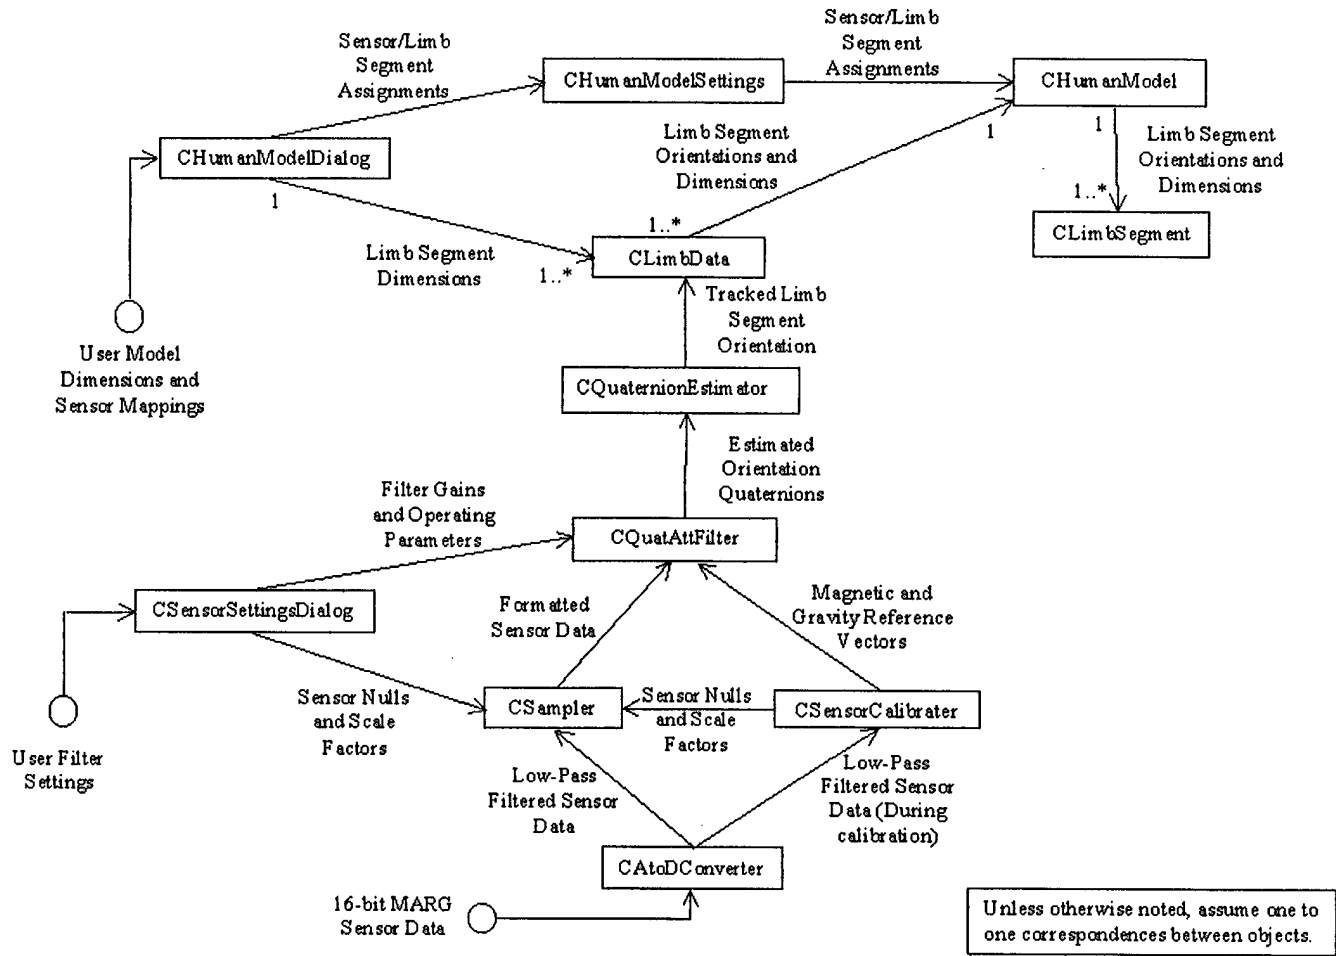 Sensor/Limb
Segment
Assignments
CHumanModelSettings
Sensor/Limb
Segment
Assignments
CHumanModel
CHumanModelDialog
1
Limb Segment
Orientations and
Dimensions
1
1
Limb Segment
Orientations and
Dimensions
1..*
CLimbSegment
Limb Segment
Dimensions
1..*
1..*
CLimbData
User Model
Dimensions and
Sensor Mappings
Tracked Limb
Segment
Orientation
CQuaternionEstimator
Estimated
Orientation
Quaternions
Filter Gains
and Operating
Parameters
CQuatAttFilter
CSensorSettingsDialog
Formatted
Sensor Data
Magnetic and
Gravity Reference
Vectors
User Filter
Settings
Sensor Nulls
and Scale
Factors
CSampler
Sensor Nulls
and Scale
Factors
CSensorCalibrater
Low-Pass
Filtered Sensor
Data
Low-Pass
Filtered Sensor
Data (During
calibration)
CAtoDConverter
16-bit MARG
Sensor Data
Unless otherwise noted, assume one to
one correspondences between objects.